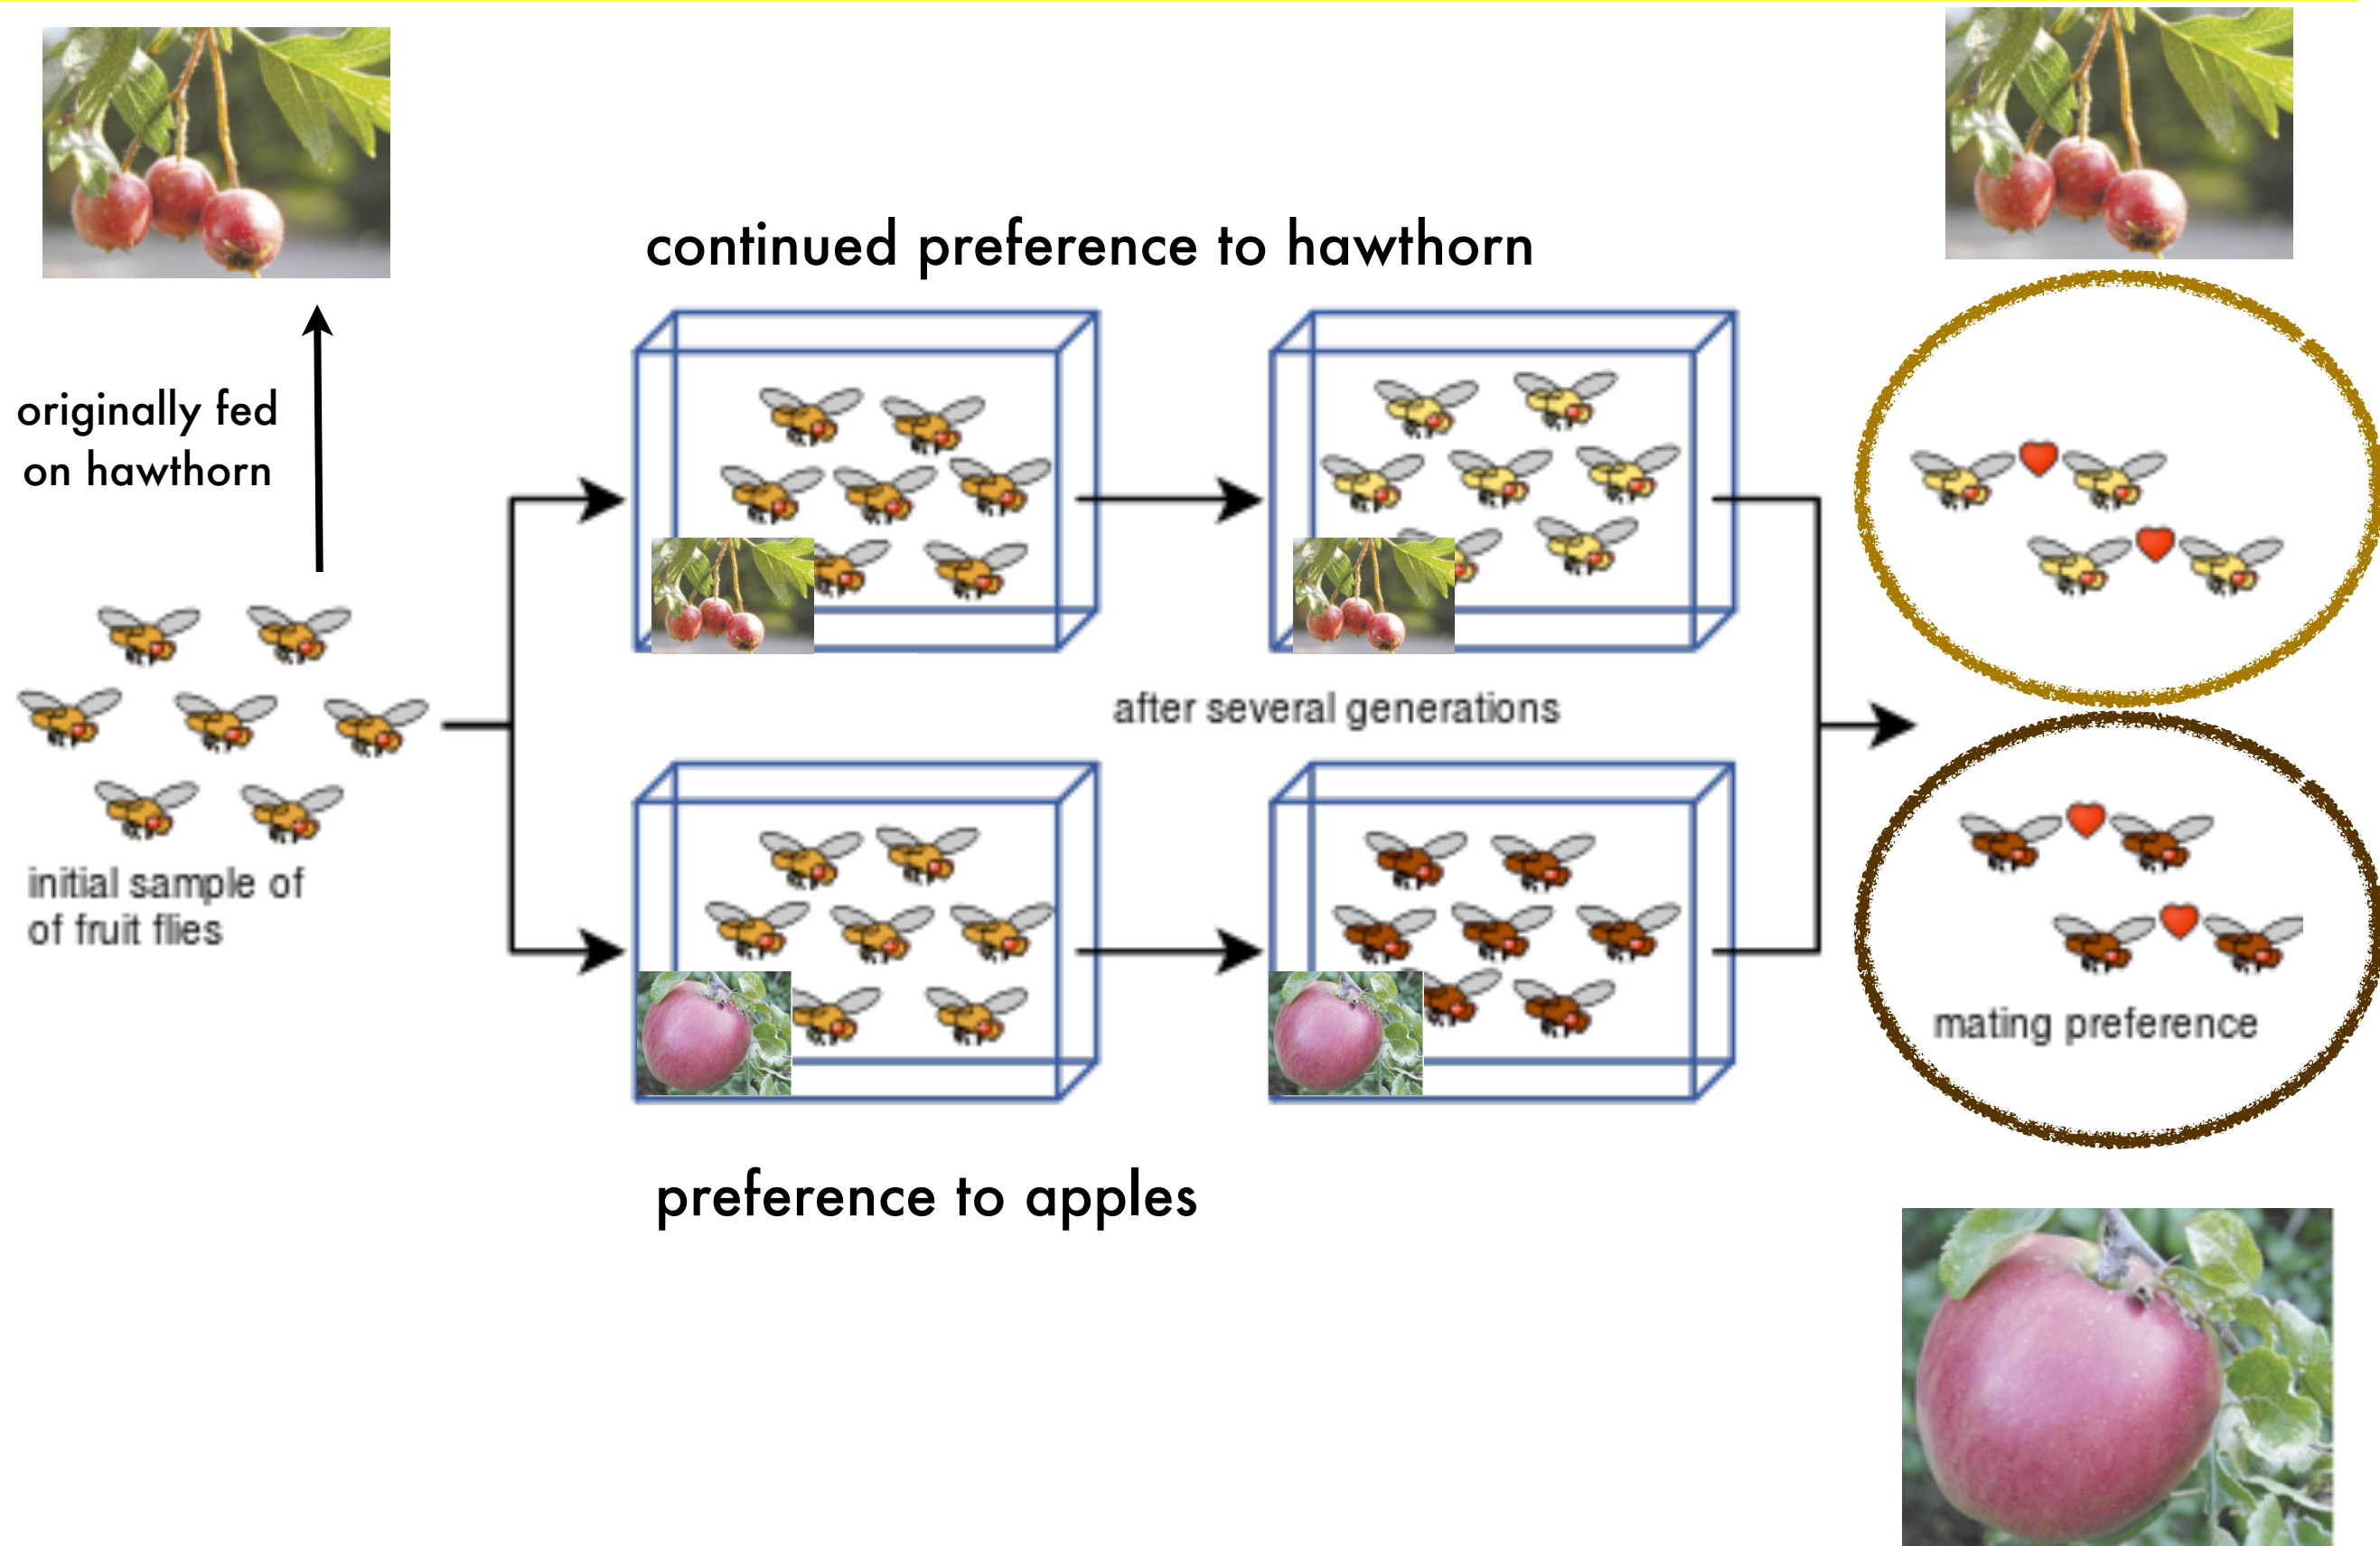 continued preference to hawthorn
originally fed
on hawthorn
initial sample of
of fruit flies
after several generations
mating preference
preference to apples